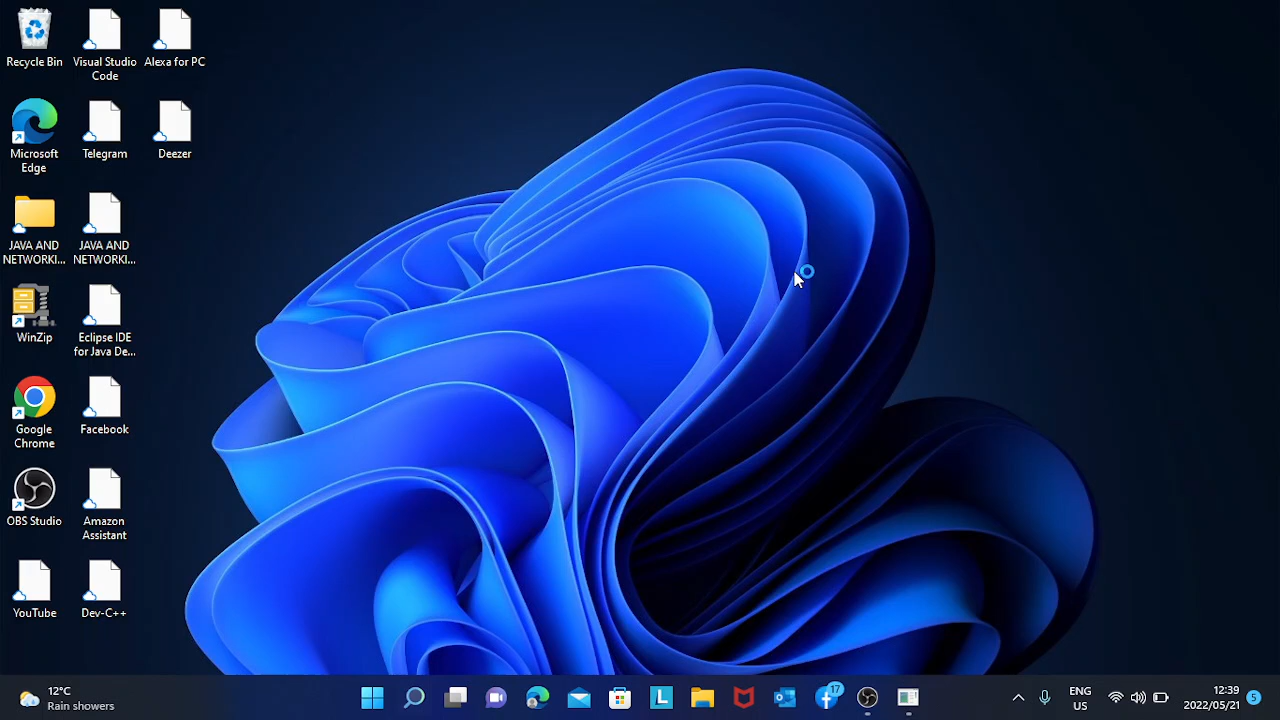 Recycle Bin
Visual Studio
Code
Alexa for PC
Microsoft
Edge
Telegram
Deezer
JAVA AND
NETWORKI...
JAVA AND
NETWORKI...
WinZip
Eclipse IDE
for Java De...
Google
Chrome
Facebook
OBS Studio
Amazon
Assistant
YouTube
Dev-C++
12°C
Rain showers
L
17
ENG
US
12:39
2022/05/21
5